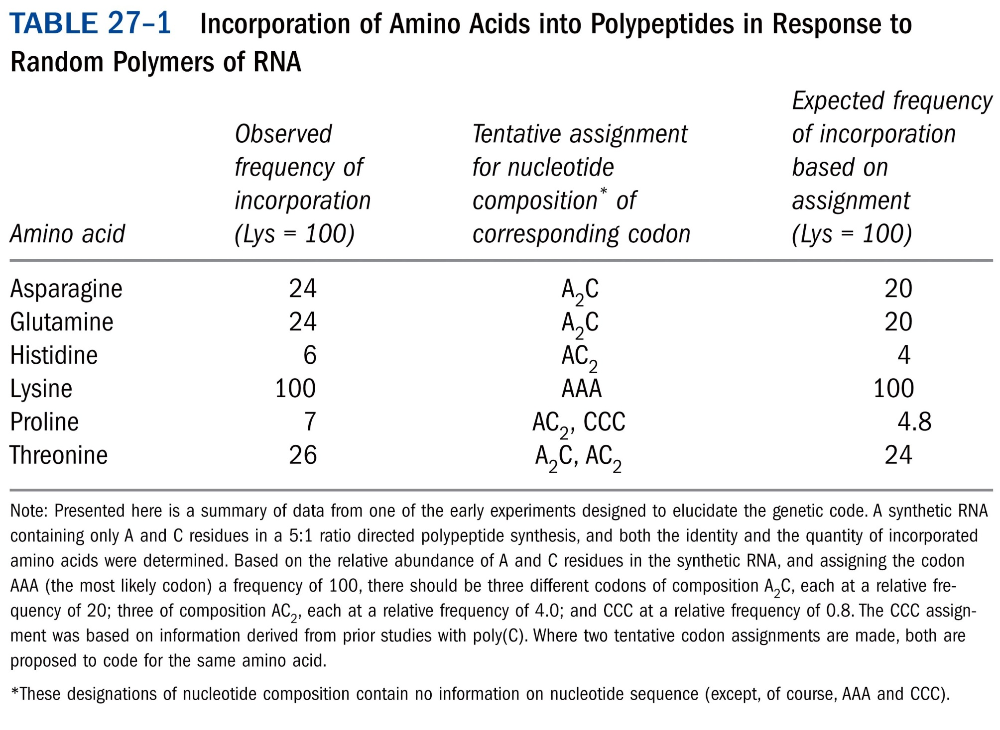 TABLE 27–1 Incorporation of Amino Acids into Polypeptides in Response to
Random Polymers of RNA
Expected frequency
Observed Tentative assignment of incorporation
frequency of for nucleotide based on
incorporation composition* of assignment
Amino acid (Lys = 100) corresponding codon (Lys = 100)
Asparagine 24 A₂C 20
Glutamine 24 A₂C 20
Histidine 6 AC₂ 4
Lysine 100 AAA 100
Proline 7 AC₂, CCC 4.8
Threonine 26 A₂C, AC₂ 24
Note: Presented here is a summary of data from one of the early experiments designed to elucidate the genetic code. A synthetic RNA
containing only A and C residues in a 5:1 ratio directed polypeptide synthesis, and both the identity and the quantity of incorporated
amino acids were determined. Based on the relative abundance of A and C residues in the synthetic RNA, and assigning the codon
AAA (the most likely codon) a frequency of 100, there should be three different codons of composition A₂C, each at a relative fre-
quency of 20; three of composition AC₂, each at a relative frequency of 4.0; and CCC at a relative frequency of 0.8. The CCC assign-
ment was based on information derived from prior studies with poly(C). Where two tentative codon assignments are made, both are
proposed to code for the same amino acid.
*These designations of nucleotide composition contain no information on nucleotide sequence (except, of course, AAA and CCC).